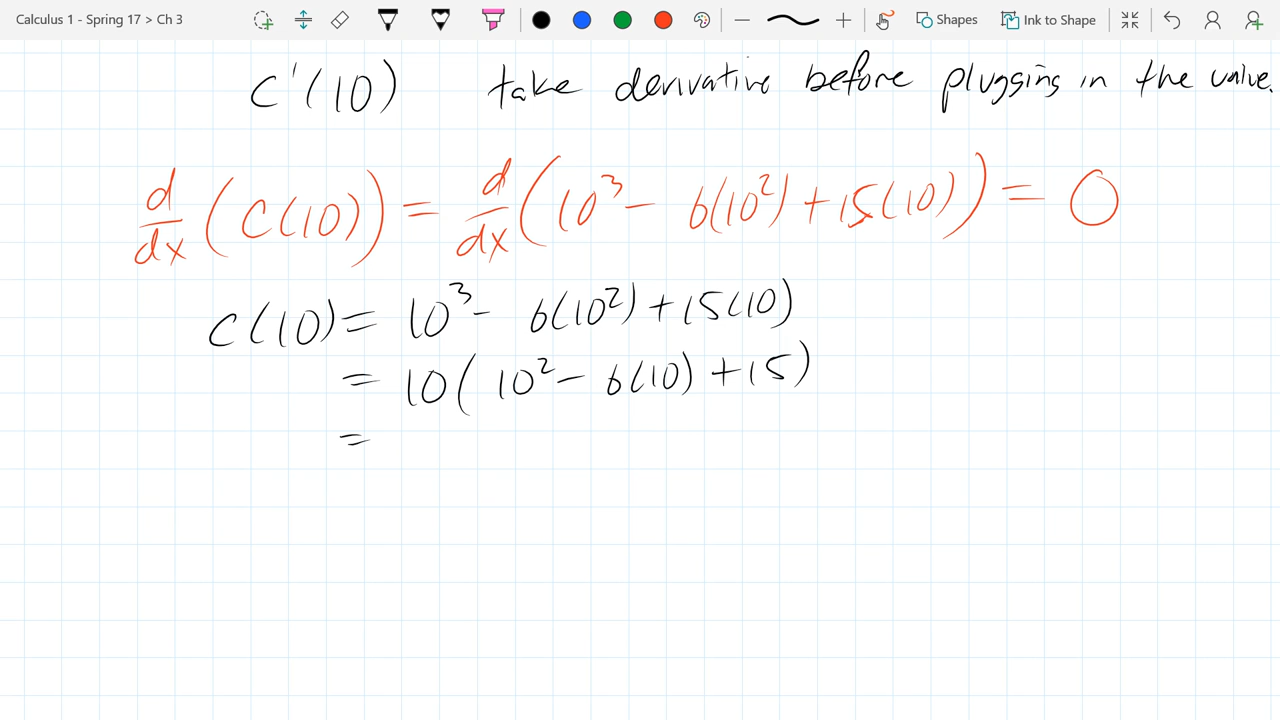 Calculus 1 - Spring 17 > Ch 3 Shapes Ink to Shape
C'(10) take derivative before plugging in the value.
d/dx (C(10)) = d/dx (10³ - 6(10²) + 15(10)) = 0
C(10) = 10³ - 6(10²) + 15(10)
= 10(10² - 6(10) + 15)
=